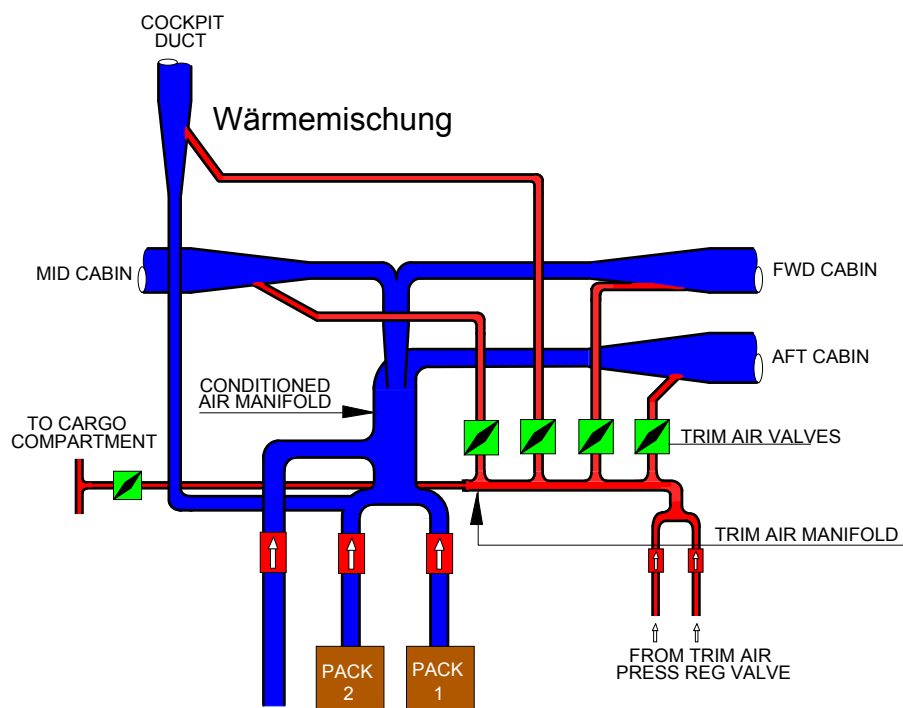 COCKPIT
DUCT
Wärmemischung
MID CABIN
FWD CABIN
AFT CABIN
CONDITIONED
AIR MANIFOLD
TO CARGO
COMPARTMENT
TRIM AIR VALVES
TRIM AIR MANIFOLD
PACK
2
PACK
1
FROM TRIM AIR
PRESS REG VALVE